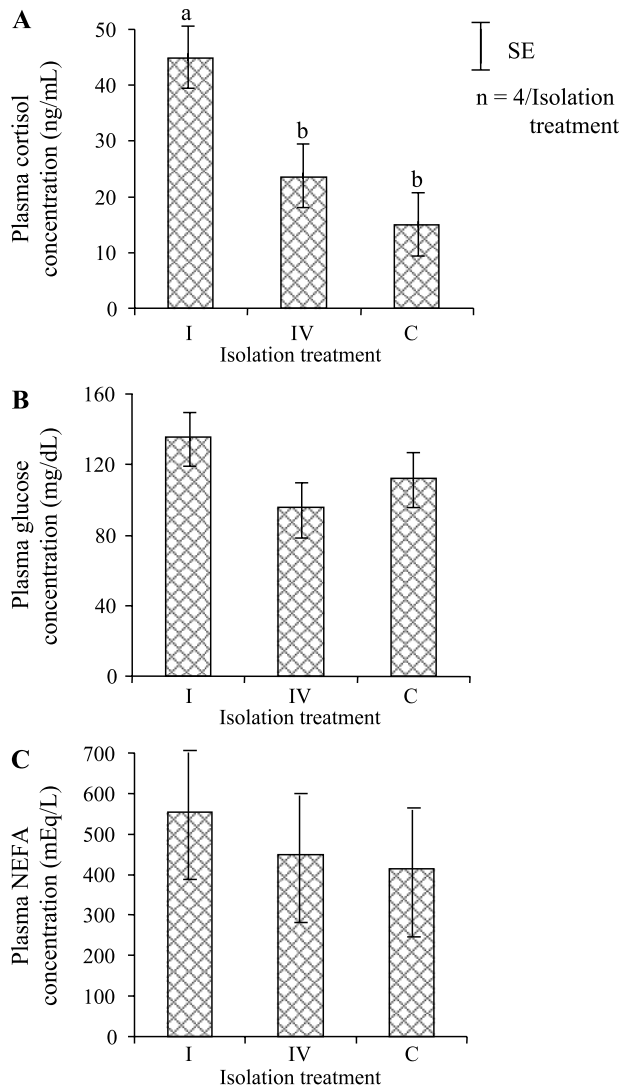 A
Plasma cortisol
concentration (ng/mL)
50
40
30
20
10
0
a
b
b
I
IV
C
Isolation treatment
SE
n = 4/Isolation
treatment
B
Plasma glucose
concentration (mg/dL)
160
120
80
40
0
I
IV
C
Isolation treatment
C
Plasma NEFA
concentration (mEq/L)
700
600
500
400
300
200
100
0
I
IV
C
Isolation treatment